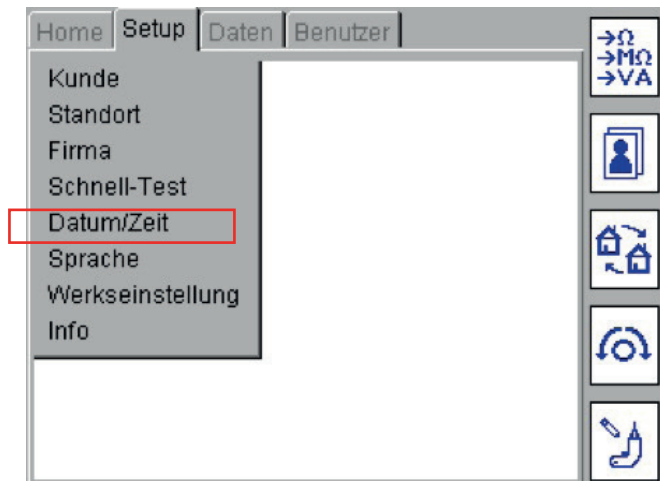 Home Setup Daten Benutzer
Kunde
Standort
Firma
Schnell-Test
Datum/Zeit
Sprache
Werkseinstellung
Info
→Ω
→MΩ
→VA